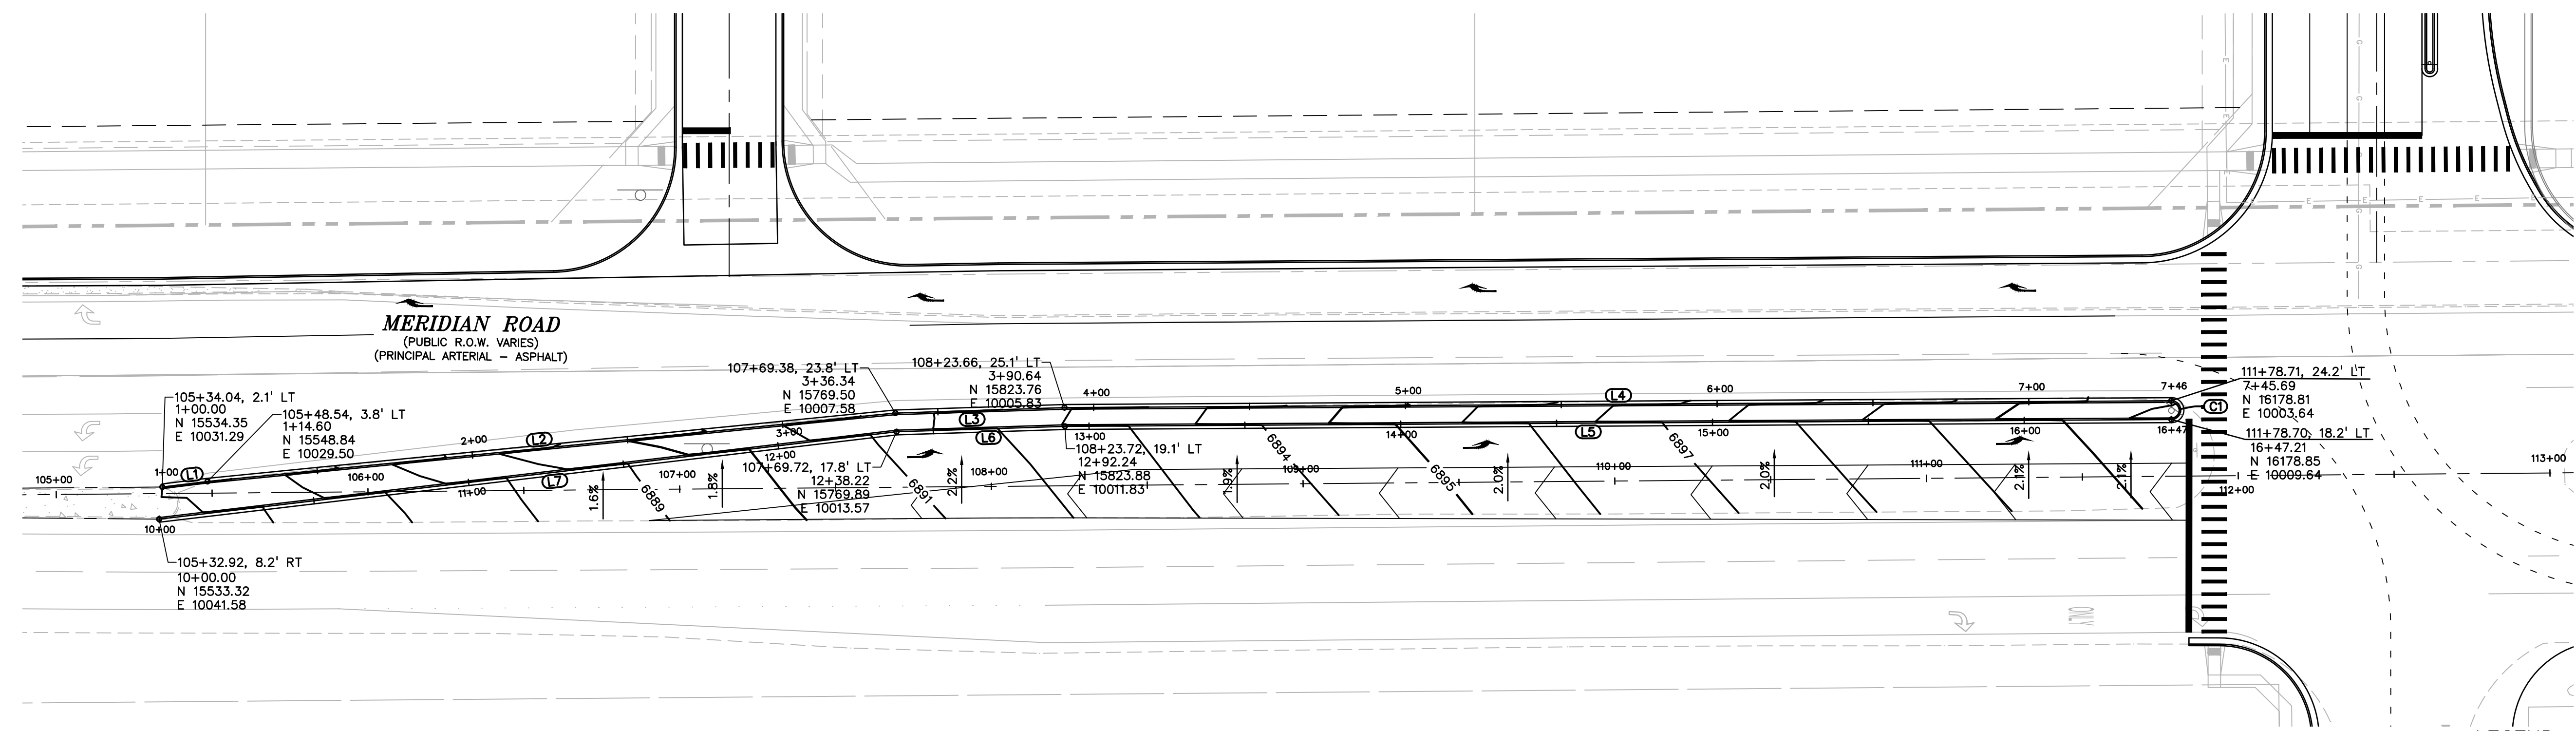 MERIDIAN ROAD
(PUBLIC R.O.W. VARIES)
(PRINCIPAL ARTERIAL – ASPHALT)
105+34.04, 2.1' LT
1+00.00
N 15534.35
E 10031.29
105+48.54, 3.8' LT
1+14.60
N 15548.84
E 10029.50
107+69.38, 23.8' LT
3+36.34
N 15769.50
E 10007.58
108+23.66, 25.1' LT
3+90.64
N 15823.76
E 10005.83
111+78.71, 24.2' LT
7+45.69
N 16178.81
E 10003.64
111+78.70, 18.2' LT
16+47.21
N 16178.85
E 10009.64
108+23.72, 19.1' LT
12+92.24
N 15823.88
E 10011.83'
107+69.72, 17.8' LT
12+38.22
N 15769.89
E 10013.57
105+32.92, 8.2' RT
10+00.00
N 15533.32
E 10041.58
1+00
2+00
3+00
4+00
5+00
6+00
7+00
7+46
L1
L2
L3
L4
C1
10+00
11+00
12+00
13+00
14+00
15+00
16+00
16+47
L7
L6
L5
105+00
106+00
107+00
108+00
109+00
110+00
111+00
112+00
113+00
6889
6891
6894
6895
6897
1.6%
1.8%
2.2%
1.9%
2.0%
2.0%
2.1%
2.1%
E
E
E
E
E
E
E
G
G
G
G